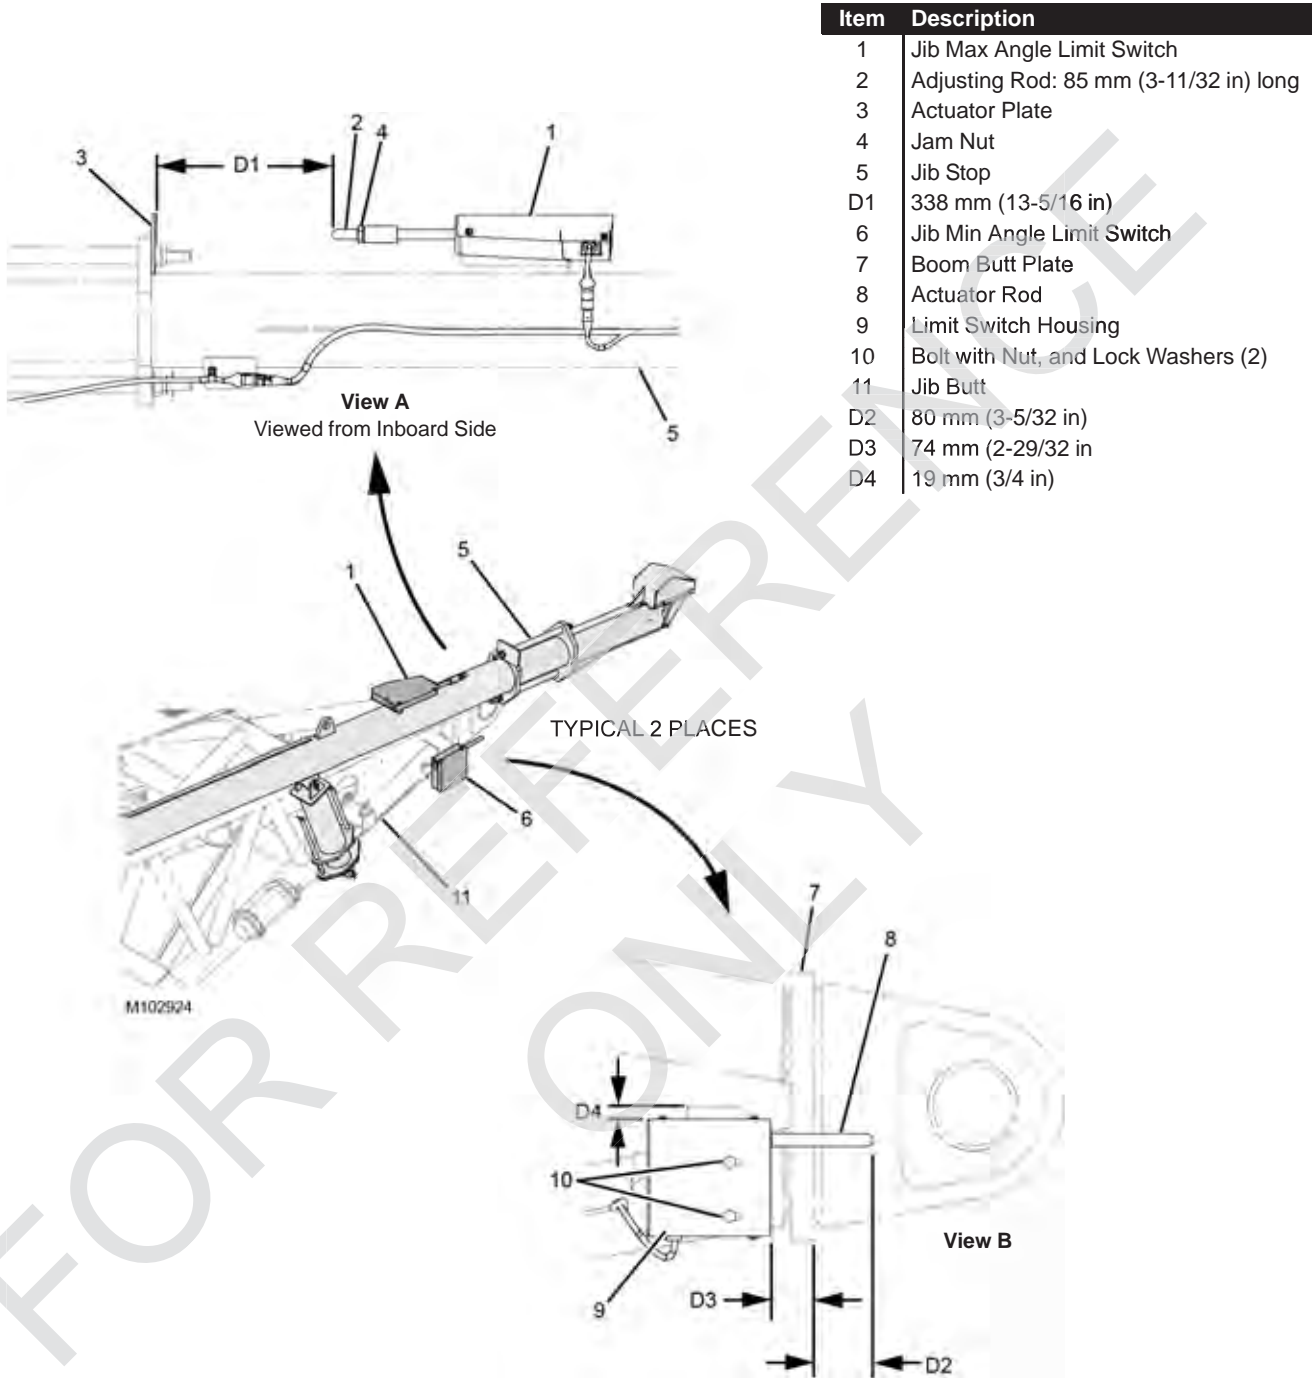 Item Description
1 Jib Max Angle Limit Switch
2 Adjusting Rod: 85 mm (3-11/32 in) long
3 Actuator Plate
4 Jam Nut
5 Jib Stop
D1 338 mm (13-5/16 in)
6 Jib Min Angle Limit Switch
7 Boom Butt Plate
8 Actuator Rod
9 Limit Switch Housing
10 Bolt with Nut, and Lock Washers (2)
11 Jib Butt
D2 80 mm (3-5/32 in)
D3 74 mm (2-29/32 in
D4 19 mm (3/4 in)
2 4 1
3 D1
View A
Viewed from Inboard Side
5
5
1
TYPICAL 2 PLACES
6
11
M102924
7
8
D4
10
View B
9
D3
D2
FOR REFERENCE
ONLY